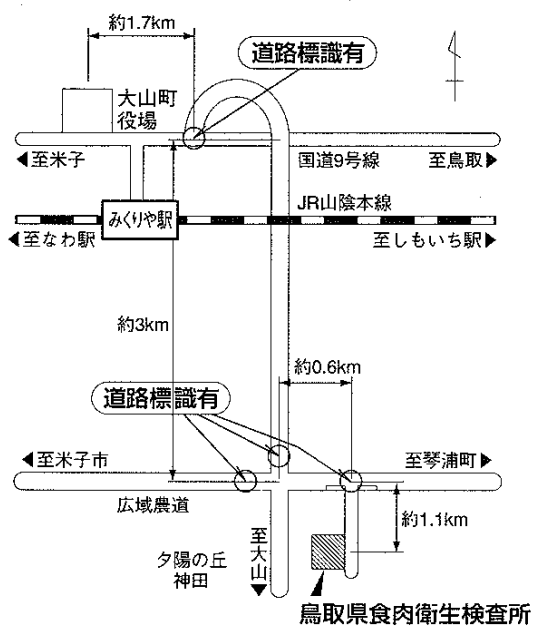 約1.7km
道路標識有
大山町
役場
◀至米子
国道9号線
至鳥取▶
JR山陰本線
みくりや駅
◀至なわ駅
至しもいち駅▶
約3km
約0.6km
道路標識有
◀至米子市
至琴浦町▶
広域農道
約1.1km
至大山▼
夕陽の丘
神田
鳥取県食肉衛生検査所